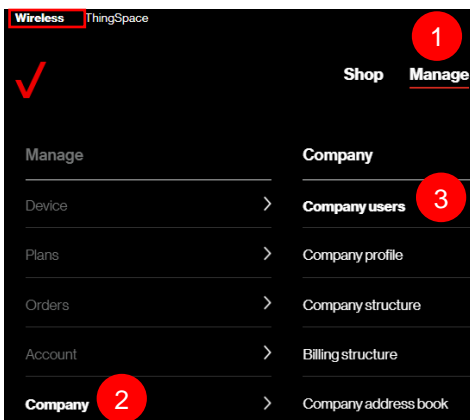 Wireless ThingSpace
1
Shop Manage
Manage
Company
Device
Company users 3
Plans
Company profile
Orders
Company structure
Account
Billing structure
Company 2
Company address book